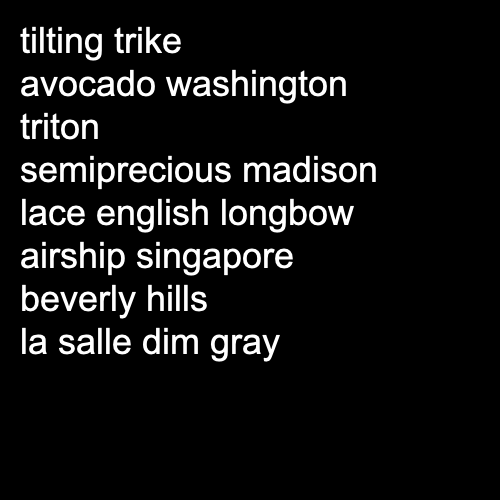 tilting trike
avocado washington
triton
semiprecious madison
lace english longbow
airship singapore
beverly hills
la salle dim gray